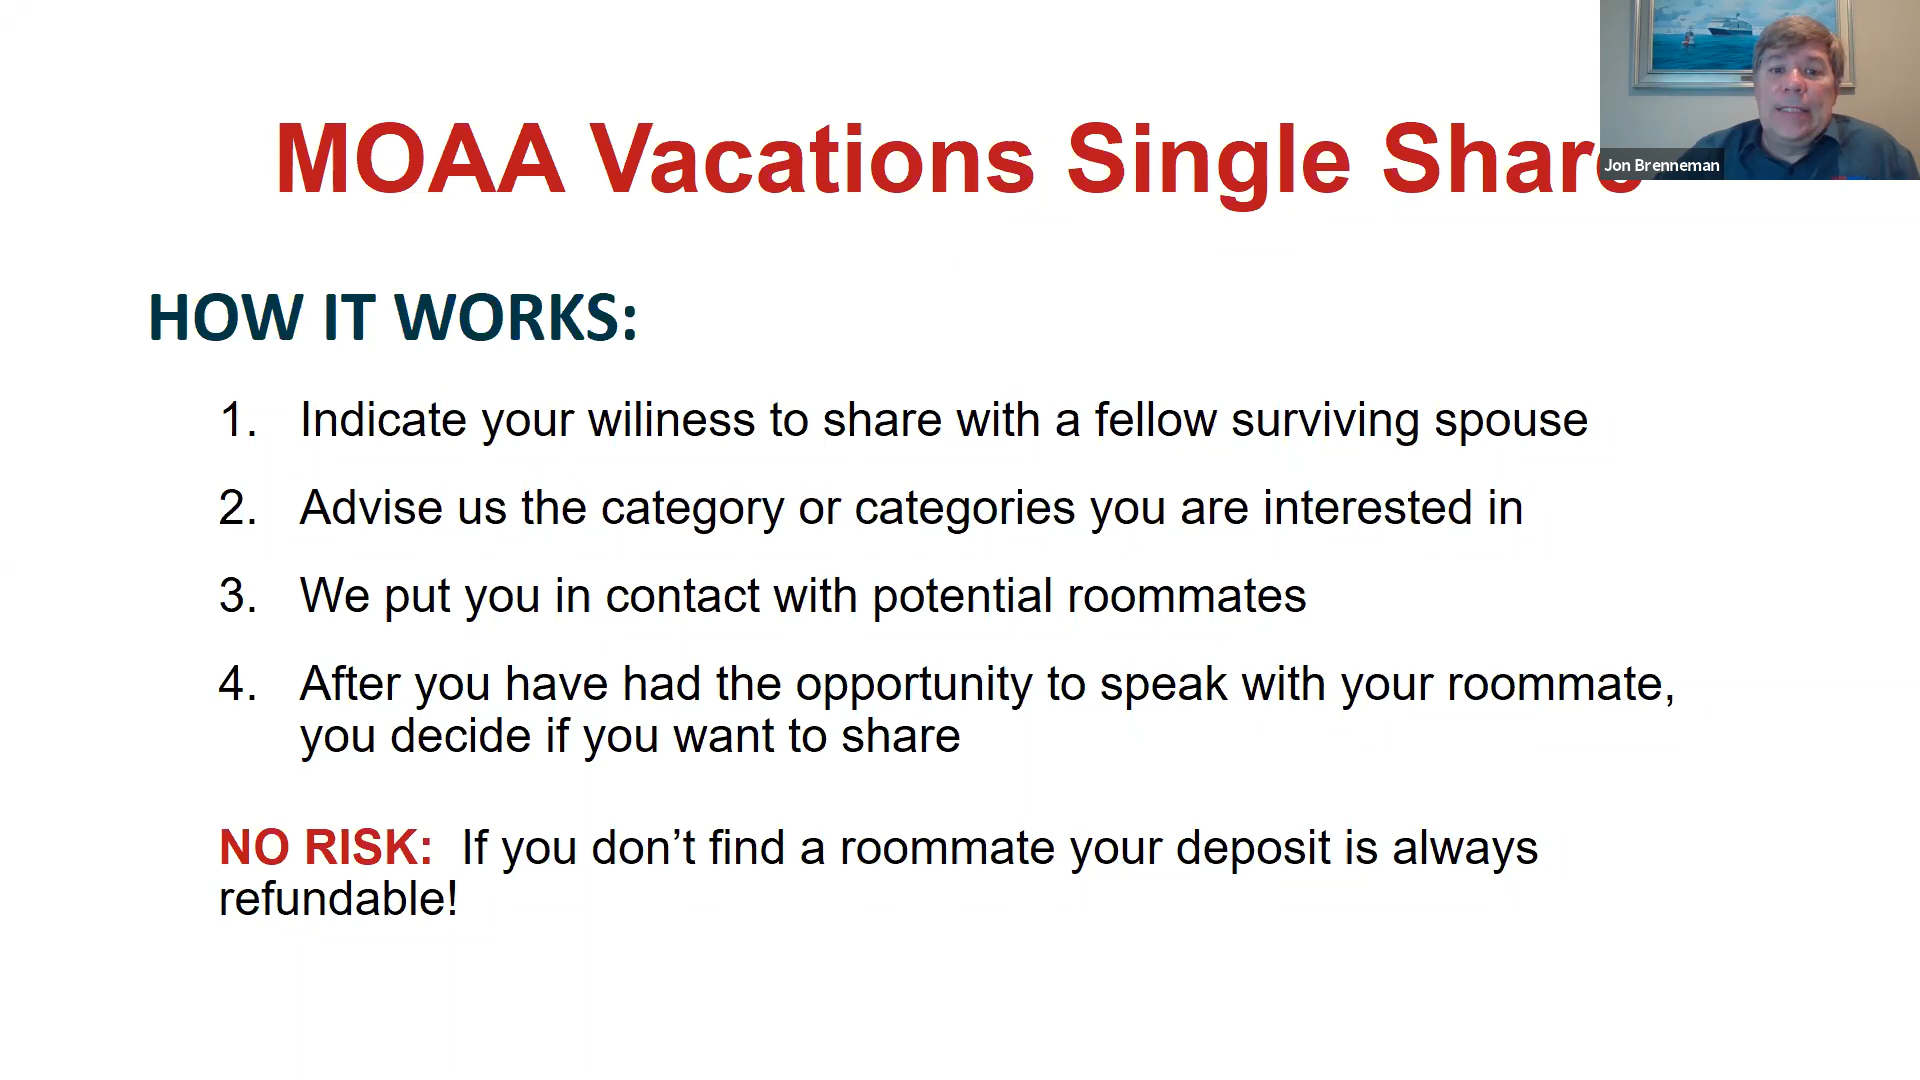 MOAA Vacations Single Share
Jon Brenneman
HOW IT WORKS:
1. Indicate your wiliness to share with a fellow surviving spouse
2. Advise us the category or categories you are interested in
3. We put you in contact with potential roommates
4. After you have had the opportunity to speak with your roommate,
you decide if you want to share
NO RISK: If you don’t find a roommate your deposit is always
refundable!